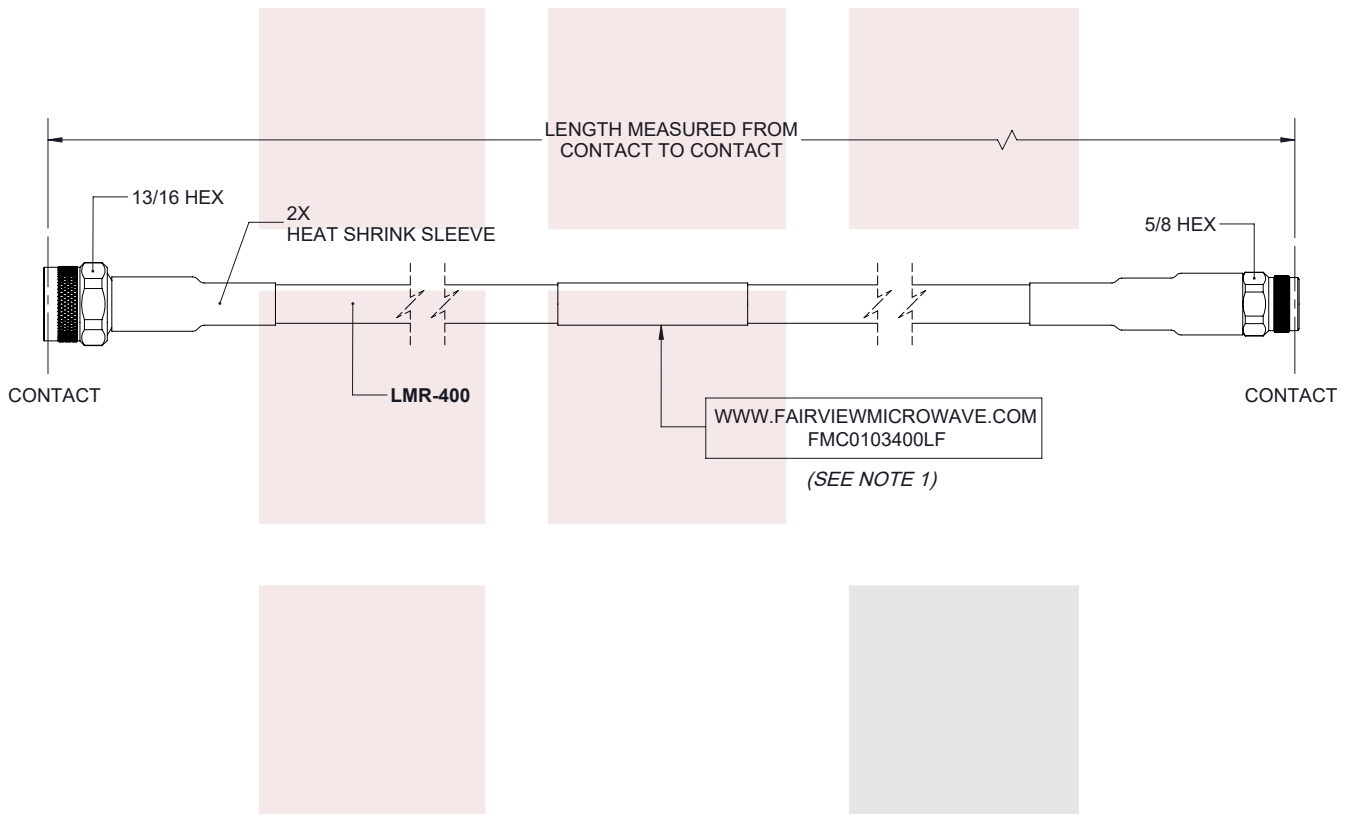 LENGTH MEASURED FROM
CONTACT TO CONTACT
13/16 HEX
2X
HEAT SHRINK SLEEVE
5/8 HEX
CONTACT
LMR-400
CONTACT
WWW.FAIRVIEWMICROWAVE.COM
FMC0103400LF
(SEE NOTE 1)